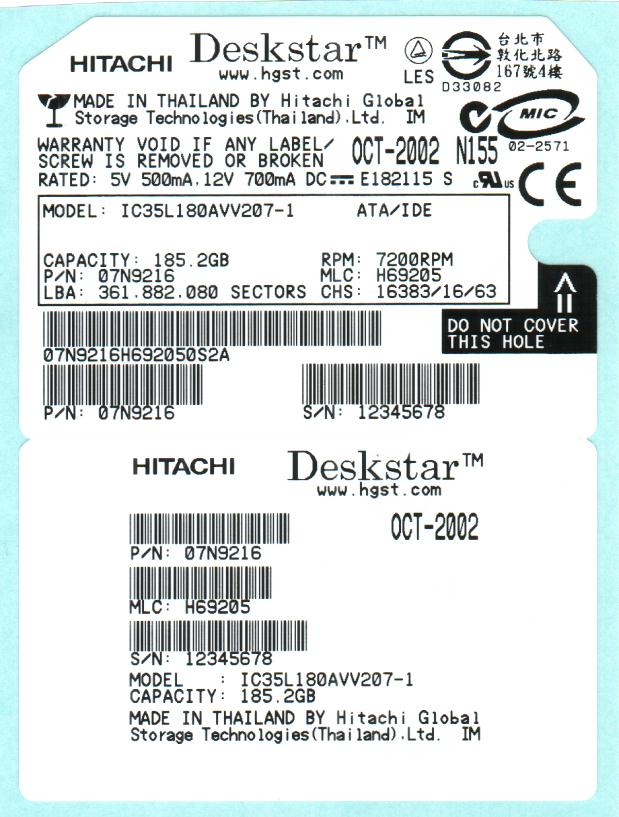 HITACHI Deskstar™
www.hgst.com
LES
D33082
台北市
敦化北路
167號4樓
MADE IN THAILAND BY Hitachi Global
Storage Technologies(Thailand).Ltd. IM
MIC
WARRANTY VOID IF ANY LABEL/
SCREW IS REMOVED OR BROKEN
OCT-2002 N155 02-2571
RATED: 5V 500mA,12V 700mA DC E182115 S c UR us CE
MODEL: IC35L180AVV207-1 ATA/IDE
CAPACITY: 185.2GB RPM: 7200RPM
P/N: 07N9216 MLC: H69205
LBA: 361.882.080 SECTORS CHS: 16383/16/63
DO NOT COVER
THIS HOLE
07N9216H692050S2A
P/N: 07N9216 S/N: 12345678
HITACHI Deskstar™
www.hgst.com
OCT-2002
P/N: 07N9216
MLC: H69205
S/N: 12345678
MODEL : IC35L180AVV207-1
CAPACITY: 185.2GB
MADE IN THAILAND BY Hitachi Global
Storage Technologies(Thailand).Ltd. IM